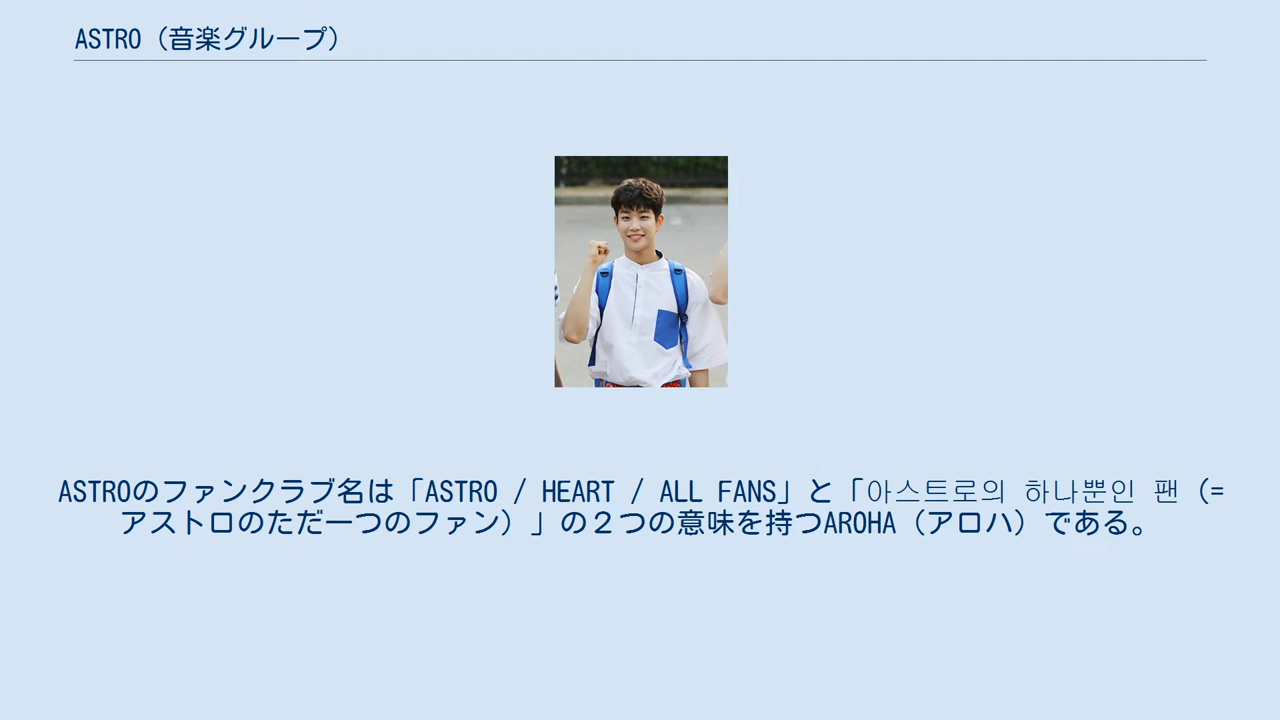 ASTRO（音楽グループ）
ASTROのファンクラブ名は「ASTRO / HEART / ALL FANS」と「아스트로의 하나뿐인 팬（=
アストロのただ一つのファン）」の２つの意味を持つAROHA（アロハ）である。